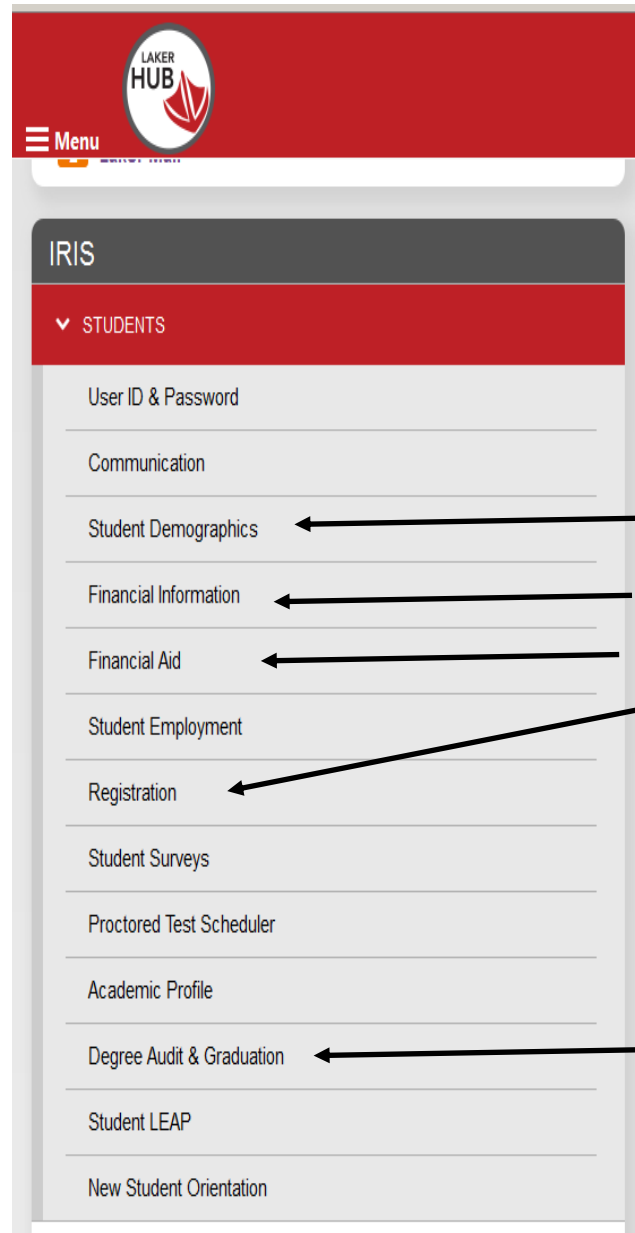 LAKER
HUB
Menu
IRIS
STUDENTS
User ID & Password
Communication
Student Demographics
Financial Information
Financial Aid
Student Employment
Registration
Student Surveys
Proctored Test Scheduler
Academic Profile
Degree Audit & Graduation
Student LEAP
New Student Orientation